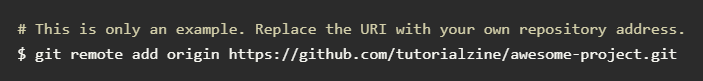 # This is only an example. Replace the URI with your own repository address.
$ git remote add origin https://github.com/tutorialzine/awesome-project.git